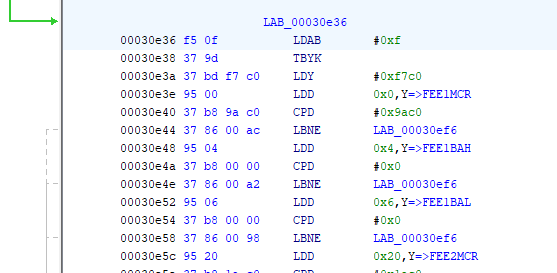 LAB_00030e36
00030e36 f5 0f LDAB #0xf
00030e38 37 9d TBYK
00030e3a 37 bd f7 c0 LDY #0xf7c0
00030e3e 95 00 LDD 0x0,Y=>FEE1MCR
00030e40 37 b8 9a c0 CPD #0x9ac0
00030e44 37 86 00 ac LBNE LAB_00030ef6
00030e48 95 04 LDD 0x4,Y=>FEE1BAH
00030e4a 37 b8 00 00 CPD #0x0
00030e4e 37 86 00 a2 LBNE LAB_00030ef6
00030e52 95 06 LDD 0x6,Y=>FEE1BAL
00030e54 37 b8 00 00 CPD #0x0
00030e58 37 86 00 98 LBNE LAB_00030ef6
00030e5c 95 20 LDD 0x20,Y=>FEE2MCR